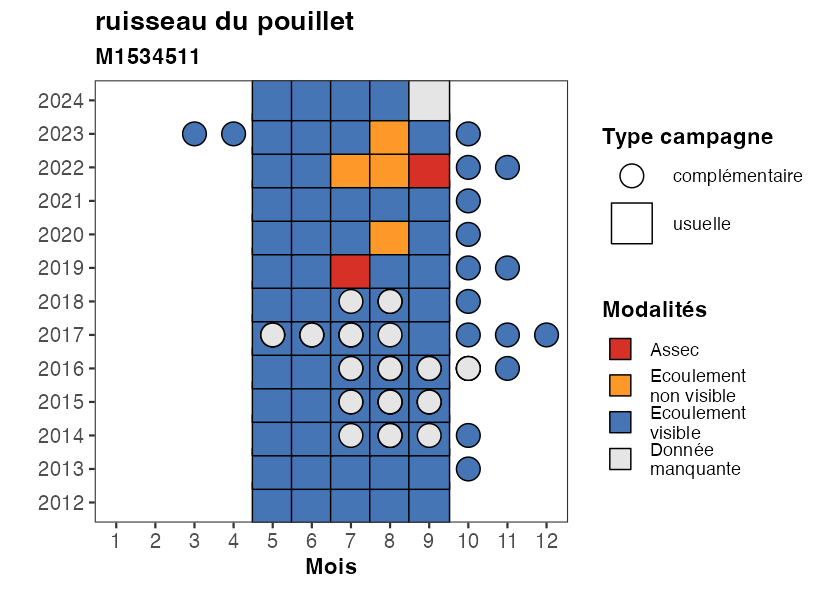 ruisseau du pouillet
M1534511
2024
2023
2022
2021
2020
2019
2018
2017
2016
2015
2014
2013
2012
1 2 3 4 5 6 7 8 9 10 11 12
Mois
Type campagne
complémentaire
usuelle
Modalités
Assec
Ecoulement
non visible
Ecoulement
visible
Donnée
manquante